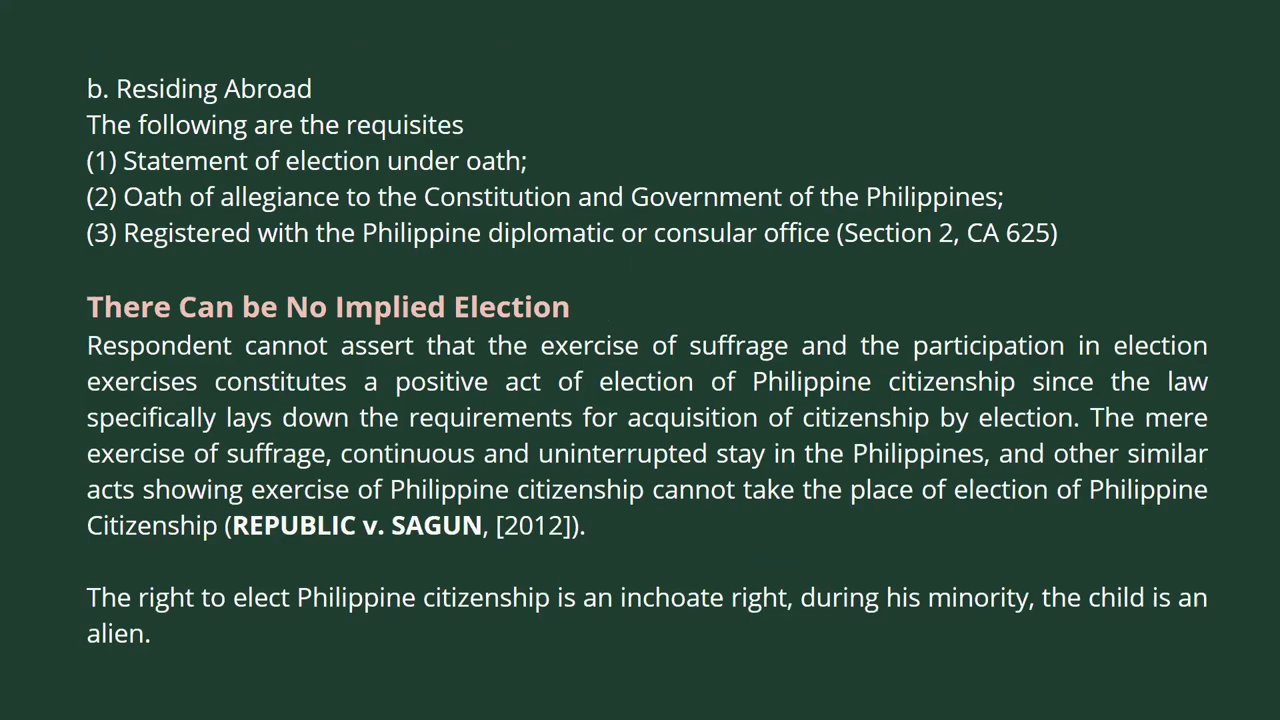 b. Residing Abroad
The following are the requisites
(1) Statement of election under oath;
(2) Oath of allegiance to the Constitution and Government of the Philippines;
(3) Registered with the Philippine diplomatic or consular office (Section 2, CA 625)
There Can be No Implied Election
Respondent cannot assert that the exercise of suffrage and the participation in election
exercises constitutes a positive act of election of Philippine citizenship since the law
specifically lays down the requirements for acquisition of citizenship by election. The mere
exercise of suffrage, continuous and uninterrupted stay in the Philippines, and other similar
acts showing exercise of Philippine citizenship cannot take the place of election of Philippine
Citizenship (REPUBLIC v. SAGUN, [2012]).
The right to elect Philippine citizenship is an inchoate right, during his minority, the child is an
alien.